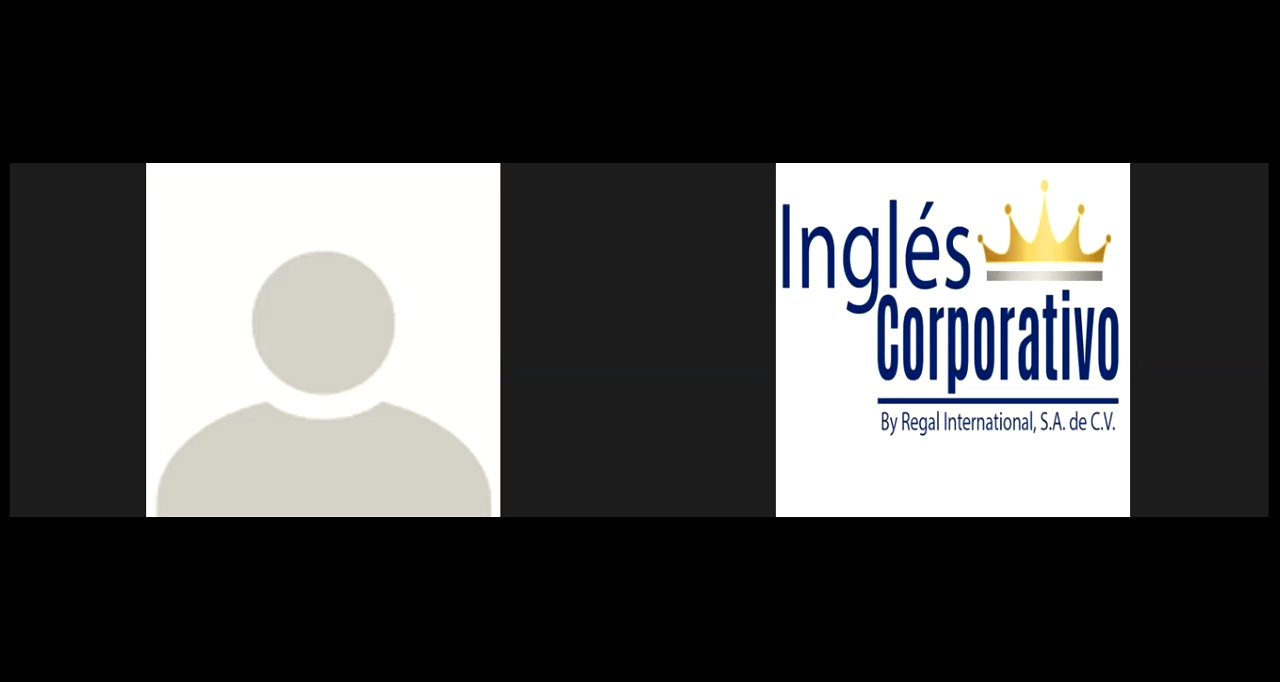 Inglés
Corporativo
By Regal International, S.A. de C.V.